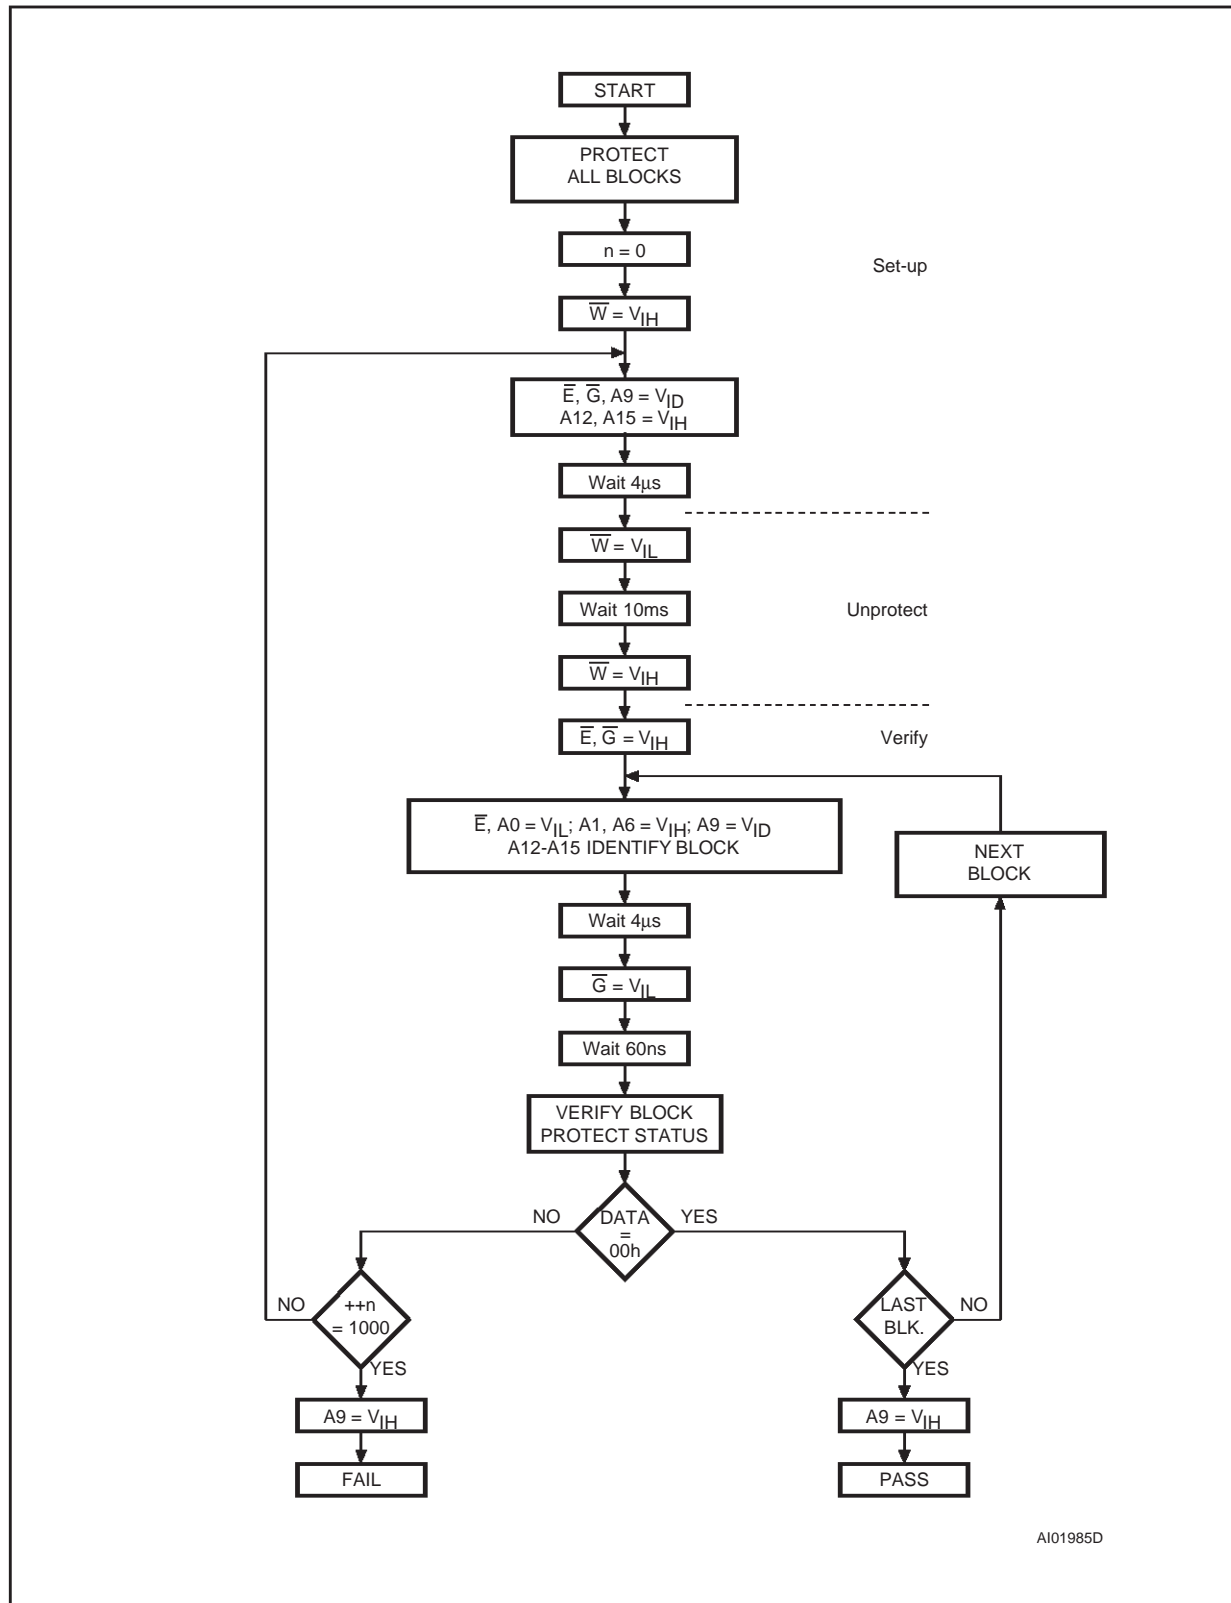 START
PROTECT
ALL BLOCKS
n = 0
Set-up
W̅ = VIH
E̅, G̅, A9 = VID
A12, A15 = VIH
Wait 4μs
W̅ = VIL
Wait 10ms
Unprotect
W̅ = VIH
E̅, G̅ = VIH
Verify
E̅, A0 = VIL; A1, A6 = VIH; A9 = VID
A12-A15 IDENTIFY BLOCK
NEXT
BLOCK
Wait 4μs
G̅ = VIL
Wait 60ns
VERIFY BLOCK
PROTECT STATUS
NO
DATA
=
00h
YES
NO
++n
= 1000
YES
LAST
BLK.
NO
YES
A9 = VIH
A9 = VIH
FAIL
PASS
AI01985D